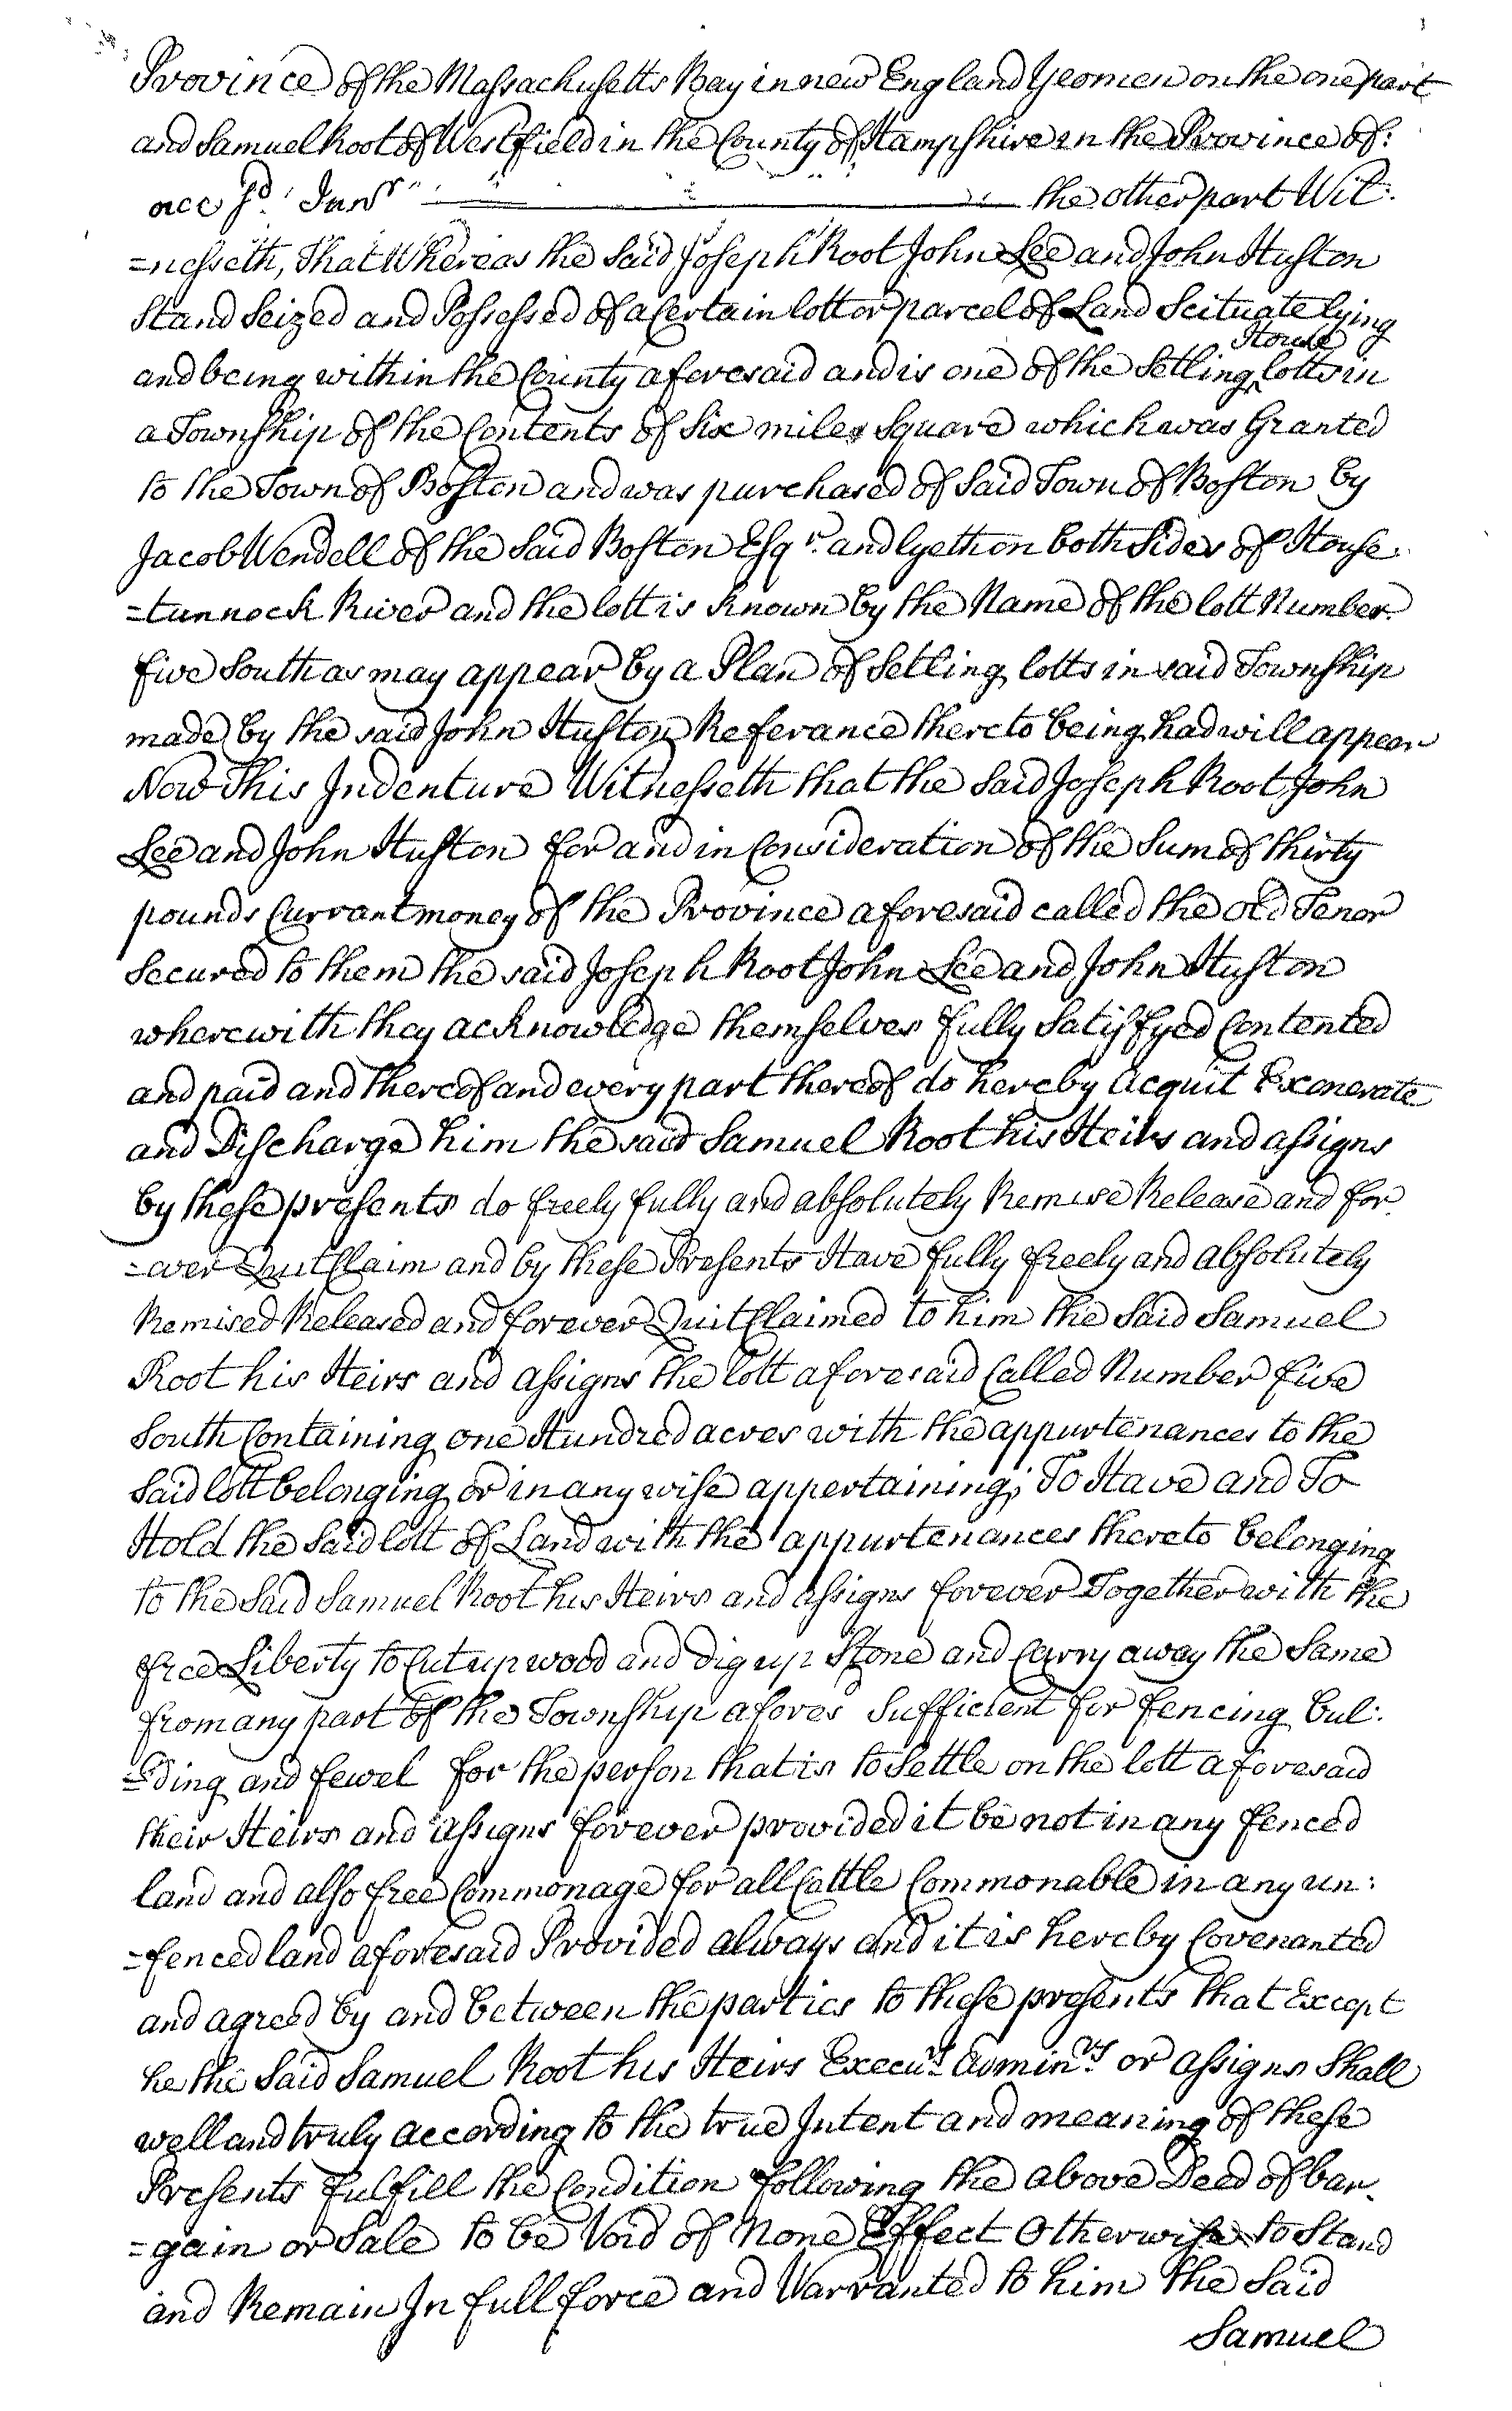 Province of the Massachusetts Bay in new England Yeomen on the one part
and Samuel Root of Westfield in the County of Hampshire in the Province of:
the other part Wit:
=nesseth, That Whereas the Said Joseph Root John Lee and John Huston
Stand Seized and Possessed of a Certain lott or parcel of Land Scituate lying
House
and being within the County aforesaid and is one of the Setling lotts in
a Township of the Contents of Six miles Square which was Granted
to the Town of Boston and was purchased of Said Town of Boston by
Jacob Wendell of the Said Boston Esqr. and lyeth on both Sides of House:
=tunnock River and the lott is Known by the Name of the lott Number
five South as may appear by a Plan of Setling lotts in said Township
made by the said John Huston Referance thereto being had will appear
Now This Indenture Witnesseth that the Said Joseph Root John
Lee and John Huston for and in Consideration of the Sum of thirty
pounds Currant money of the Province aforesaid called the old Tenor
Secured to them the said Joseph Root John Lee and John Huston
wherewith they acknowledge themselves fully Satisfyed Contented
and paid and thereof and every part thereof do hereby acquit Exonerate
and Discharge him the said Samuel Root his Heirs and assigns
by these presents do freely fully and absolutely Remise Release and for
=ever Quit Claim and by these Presents Have fully freely and absolutely
Remised Released and forever Quit Claimed to him the Said Samuel
Root his Heirs and assigns the lott aforesaid Called Number five
South Containing one Hundred acres with the appurtenances to the
Said lott belonging or in any wise appertaining; To Have and To
Hold the Said lott of Land with the appurtenances thereto belonging
to the Said Samuel Root his Heirs and assigns forever Together with the
free Liberty to Cut up wood and dig up Stone and Carry away the Same
from any part of the Township afores Sufficient for fencing buil:
=ding and fewel for the person that is to Settle on the lott aforesaid
their Heirs and assigns forever provided it be not in any fenced
land and also free Commonage for all Cattle Commonable in any un:
=fenced land aforesaid Provided always and it is hereby Covenanted
and agreed by and between the parties to these presents that Except
he the Said Samuel Root his Heirs Execurs. Adminrs. or assigns Shall
well and truly according to the true Intent and meaning of these
Presents fulfill the Condition following the above Deed of bar
=gain or Sale to be Void of None Effect Otherwise to Stand
and Remain In full force and Warranted to him the Said
Samuel